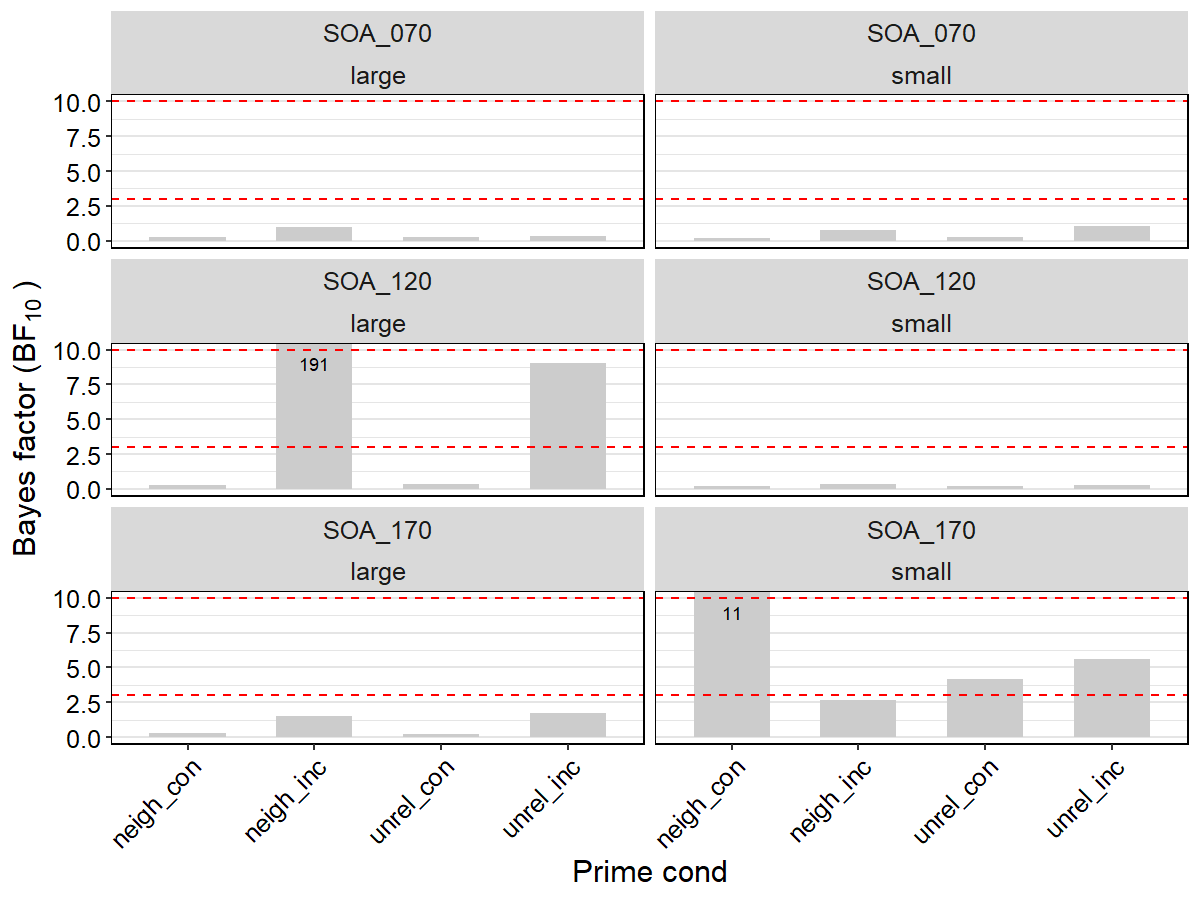 SOA_070
large
SOA_070
small
10.0
7.5
5.0
2.5
0.0
SOA_120
large
SOA_120
small
10.0
7.5
5.0
2.5
0.0
191
SOA_170
large
SOA_170
small
10.0
7.5
5.0
2.5
0.0
11
neigh_con
neigh_inc
unrel_con
unrel_inc
neigh_con
neigh_inc
unrel_con
unrel_inc
Prime cond
Bayes factor (BF10 )